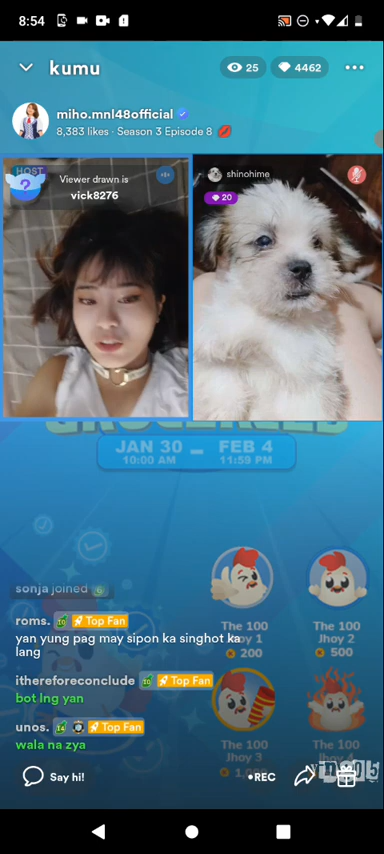 8:54
kumu
25
4462
miho.mnl48official
8,383 likes · Season 3 Episode 8
HOST
Viewer drawn is
vick8276
shinohime
20
JAN 30 - FEB 4
10:00 AM 11:59 PM
sonja joined 6
roms. 10 Top Fan
yan yung pag may sipon ka singhot ka
lang
ithereforeconclude 10 Top Fan
bot lng yan
unos. 14 Top Fan
wala na zya
The 100
Jhoy 1
200
The 100
Jhoy 2
500
The 100
Jhoy 3
The 100
Say hi!
•REC